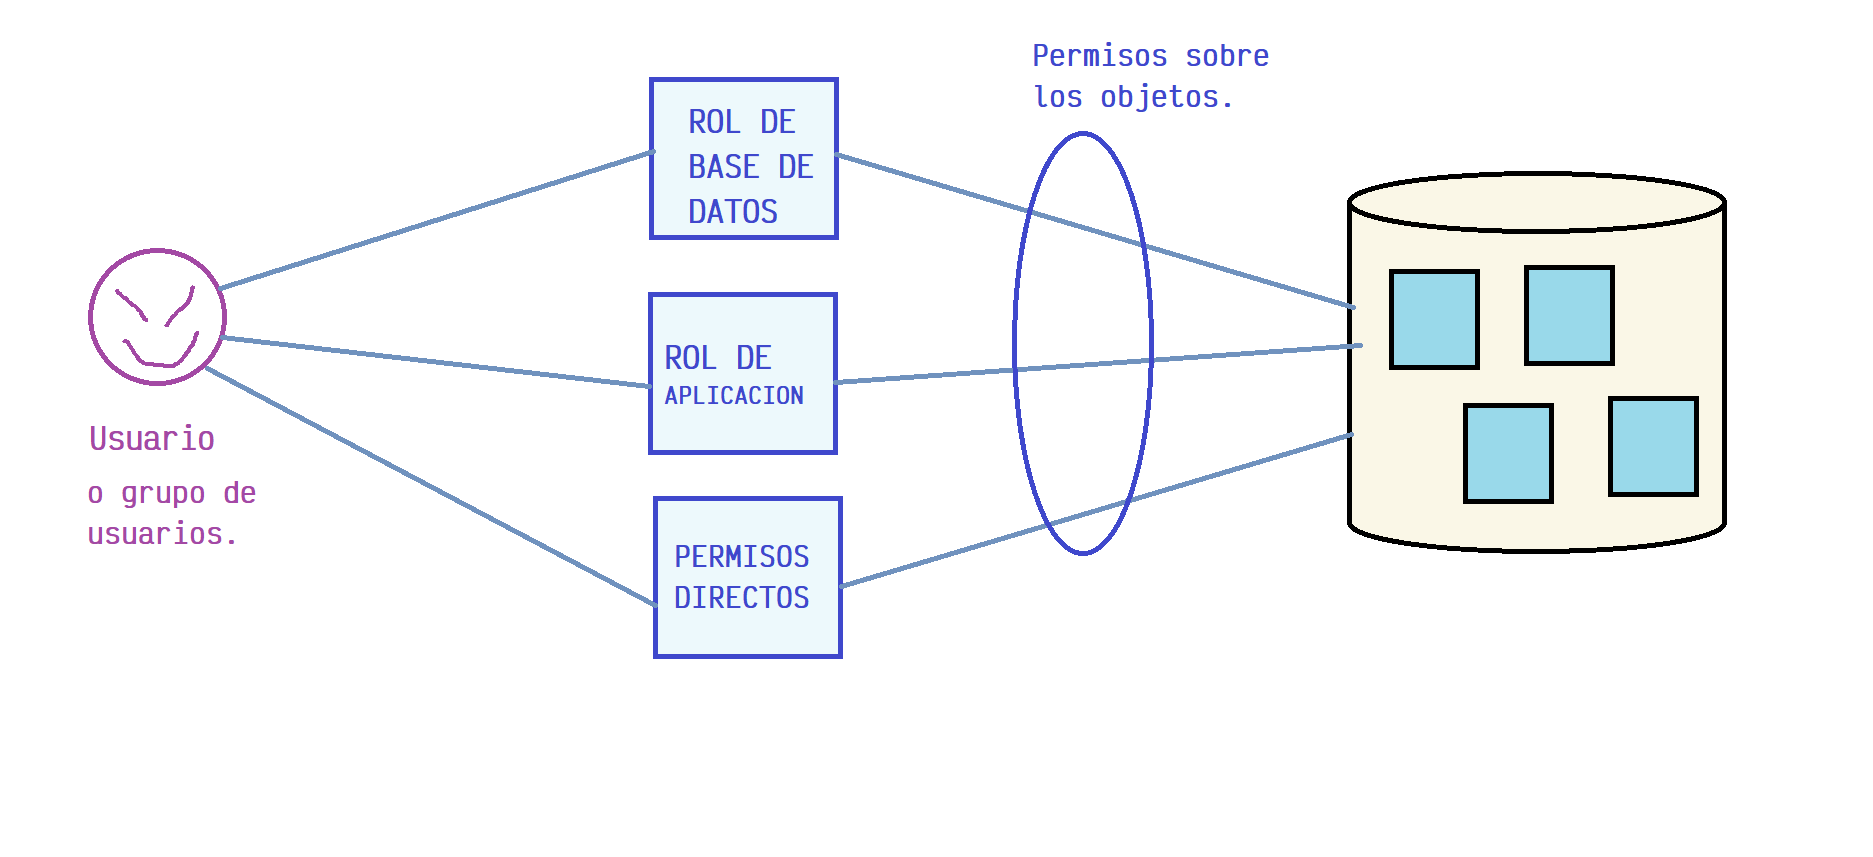 Permisos sobre
los objetos.
ROL DE
BASE DE
DATOS
ROL DE
APLICACION
Usuario
o grupo de
usuarios.
PERMISOS
DIRECTOS